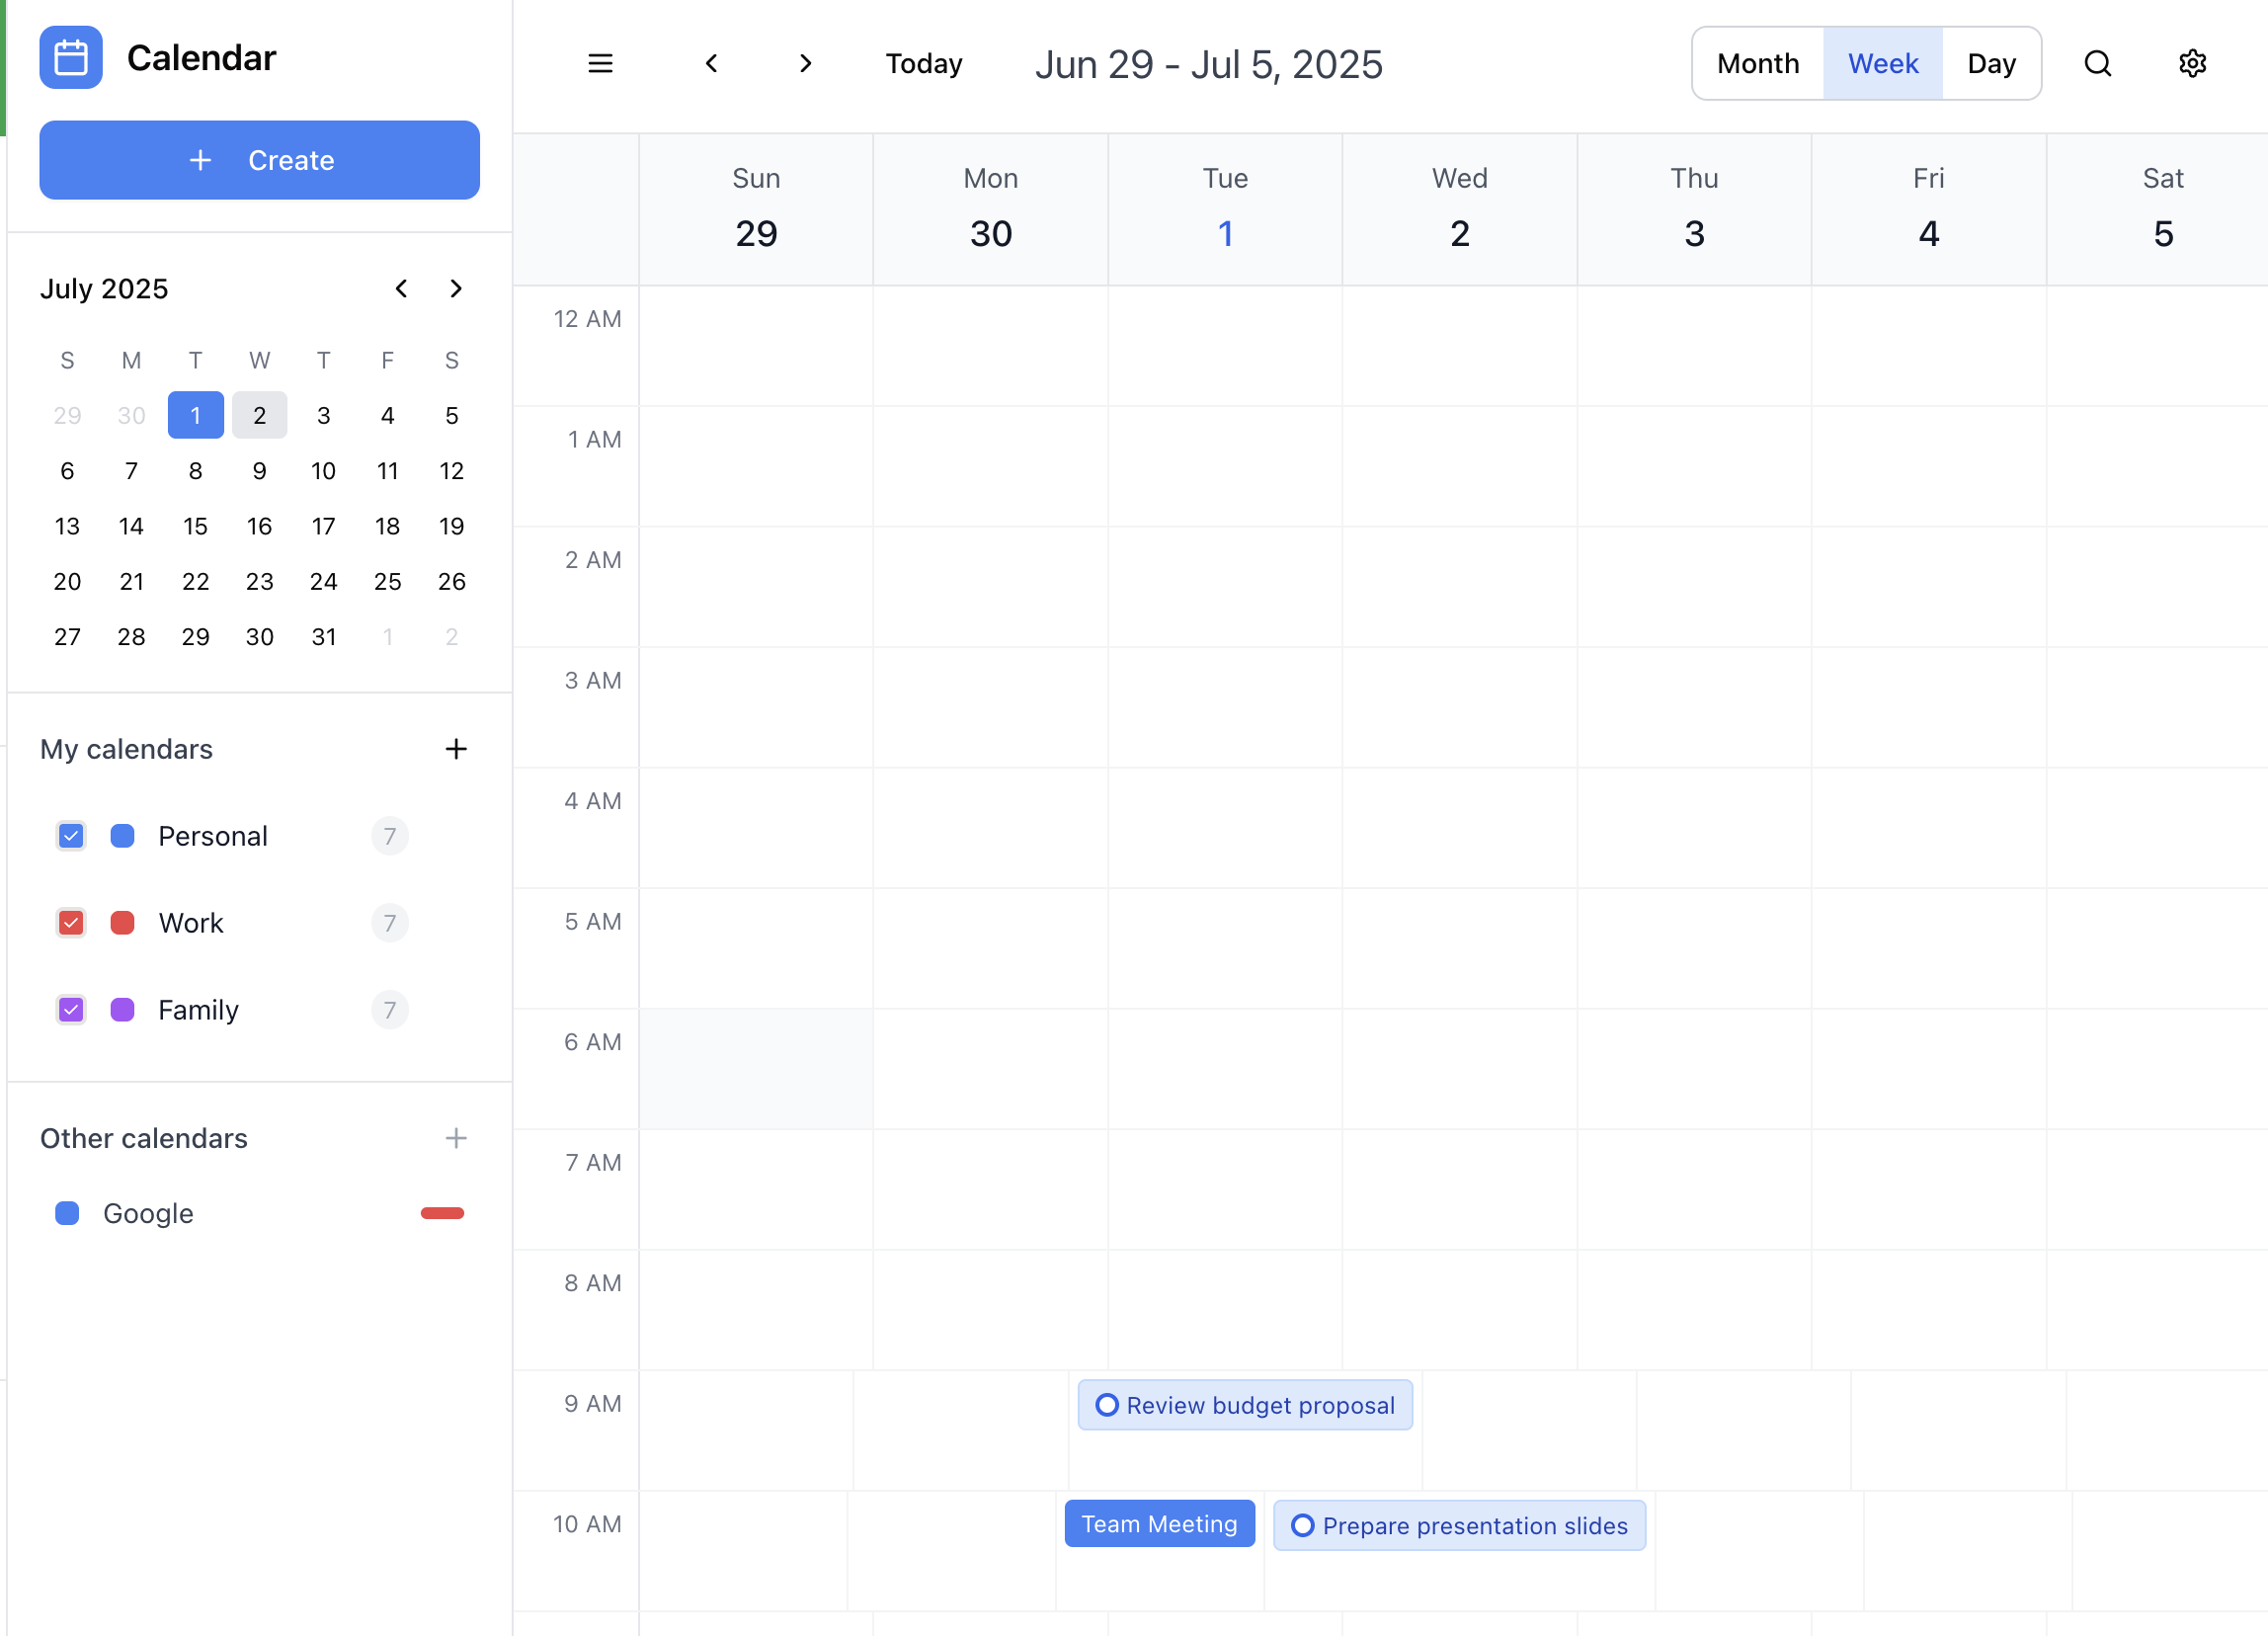 Calendar
Create
July 2025
S M T W T F S
29 30 1 2 3 4 5
6 7 8 9 10 11 12
13 14 15 16 17 18 19
20 21 22 23 24 25 26
27 28 29 30 31 1 2
My calendars
Personal 7
Work 7
Family 7
Other calendars
Google
Today Jun 29 - Jul 5, 2025 Month Week Day
Sun Mon Tue Wed Thu Fri Sat
29 30 1 2 3 4 5
12 AM
1 AM
2 AM
3 AM
4 AM
5 AM
6 AM
7 AM
8 AM
9 AM Review budget proposal
10 AM Team Meeting Prepare presentation slides